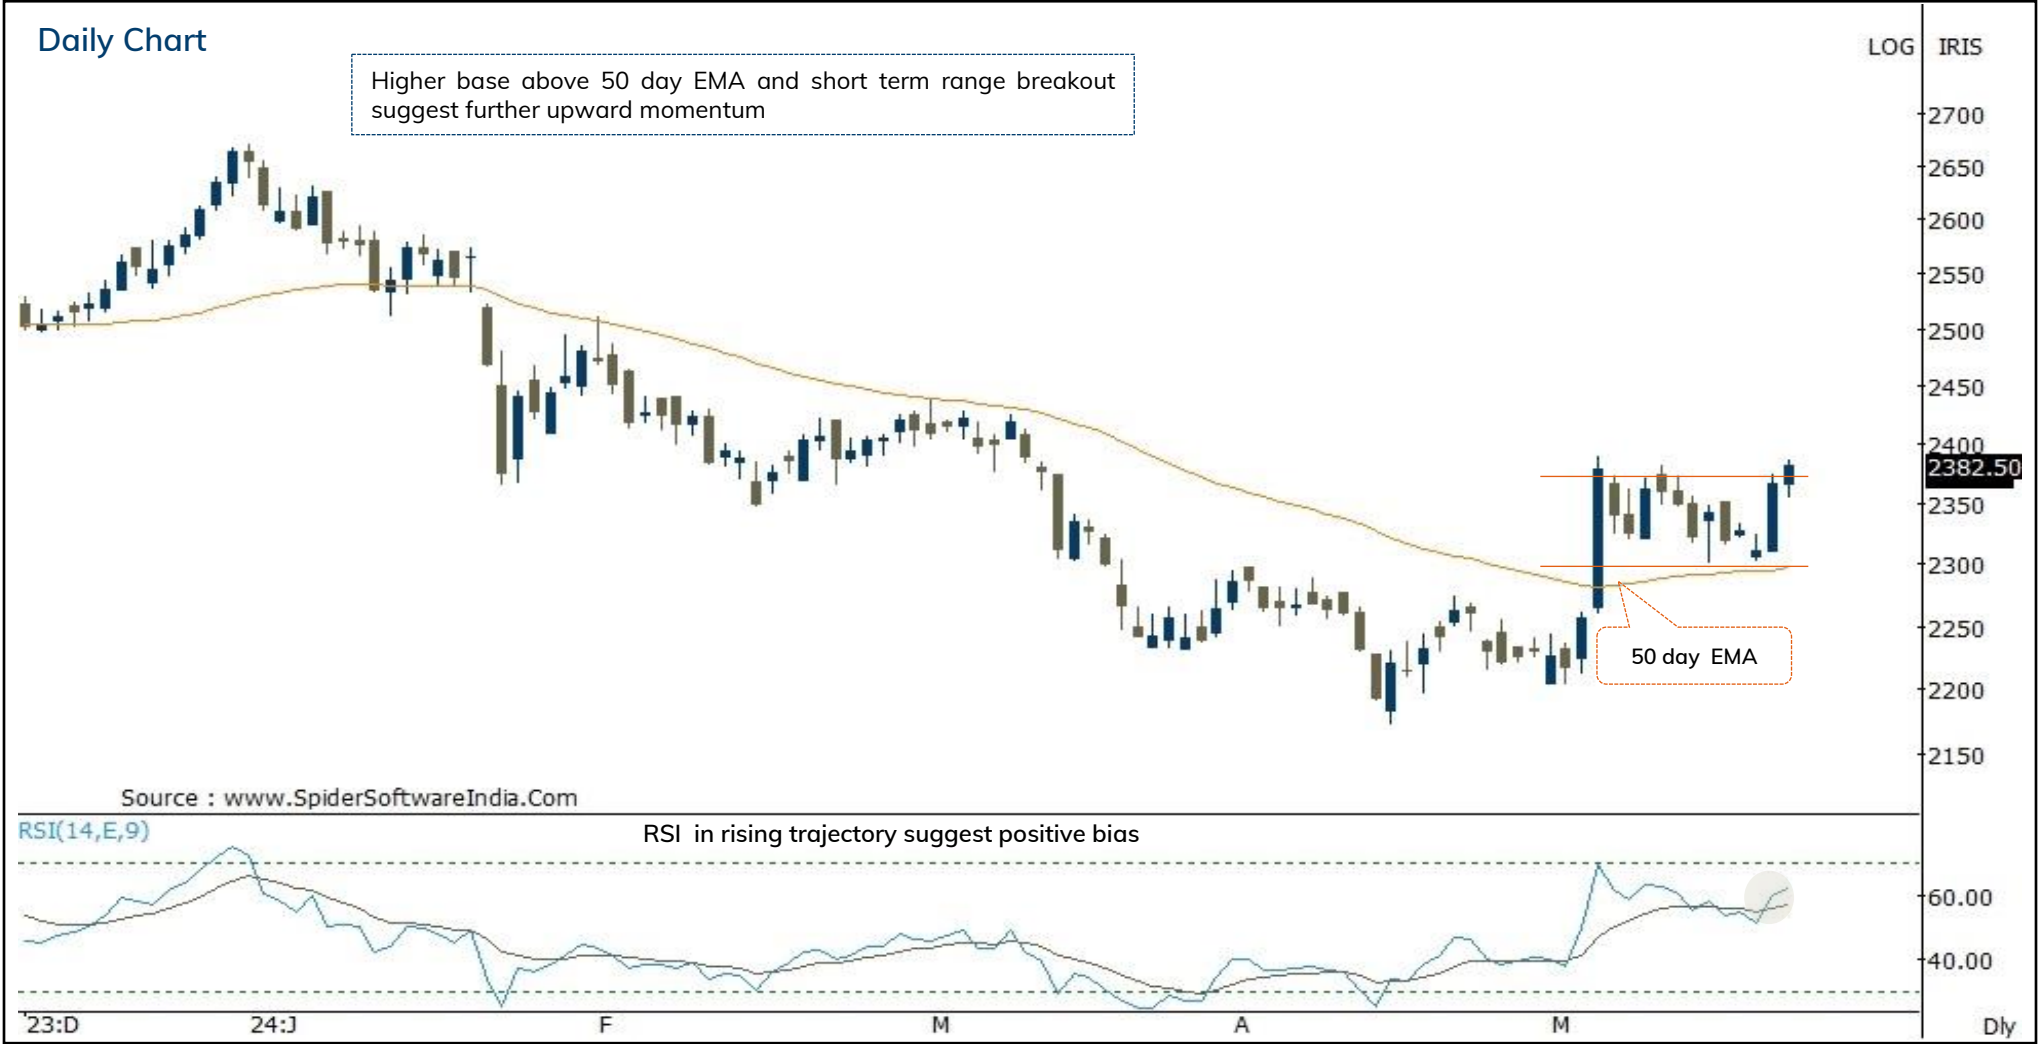 Daily Chart
LOG IRIS
Higher base above 50 day EMA and short term range breakout
suggest further upward momentum
2700
2650
2600
2550
2500
2450
2400
2382.50
2350
2300
2250
50 day EMA
2200
2150
Source : www.SpiderSoftwareIndia.Com
RSI(14,E,9)
RSI in rising trajectory suggest positive bias
60.00
40.00
'23:D 24:J F M A M Dly